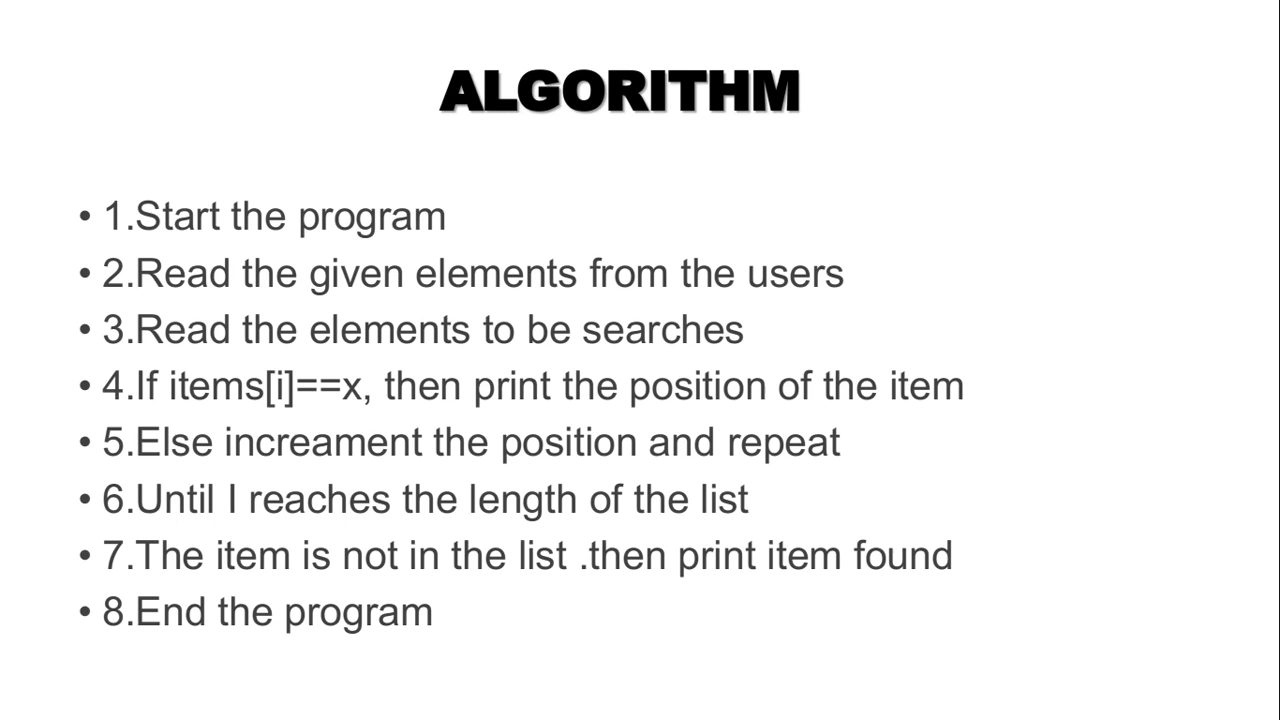 ALGORITHM
• 1.Start the program
• 2.Read the given elements from the users
• 3.Read the elements to be searches
• 4.If items[i]==x, then print the position of the item
• 5.Else increament the position and repeat
• 6.Until I reaches the length of the list
• 7.The item is not in the list .then print item found
• 8.End the program